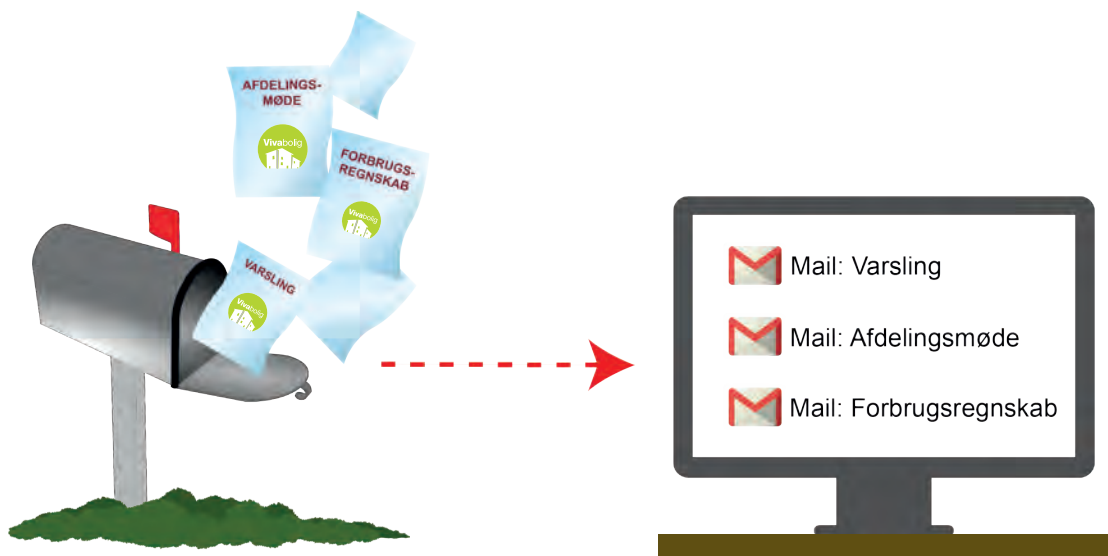 AFDELINGS-
MØDE
Vivabolig
FORBRUGS-
REGNSKAB
Vivabolig
VARSLING
Vivabolig
Mail: Varsling
Mail: Afdelingsmøde
Mail: Forbrugsregnskab